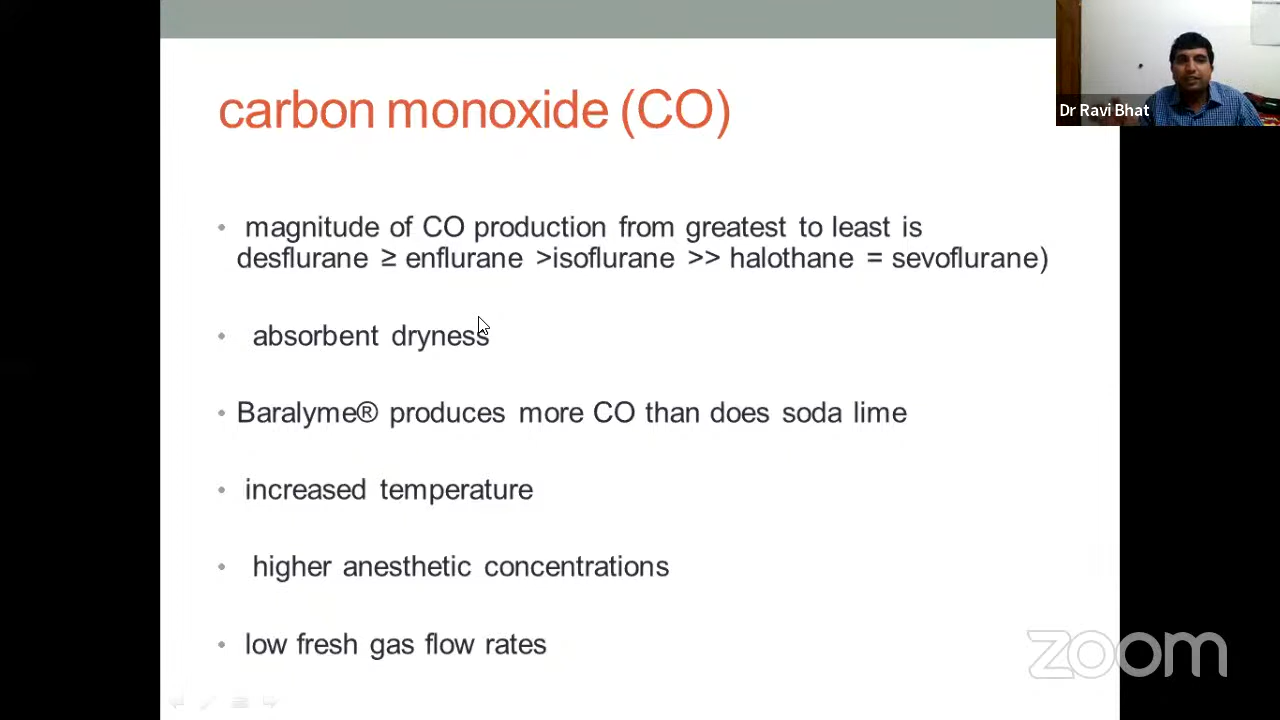 carbon monoxide (CO)
Dr Ravi Bhat
• magnitude of CO production from greatest to least is
desflurane ≥ enflurane >isoflurane >> halothane = sevoflurane)
• absorbent dryness
• Baralyme® produces more CO than does soda lime
• increased temperature
• higher anesthetic concentrations
• low fresh gas flow rates
zoom